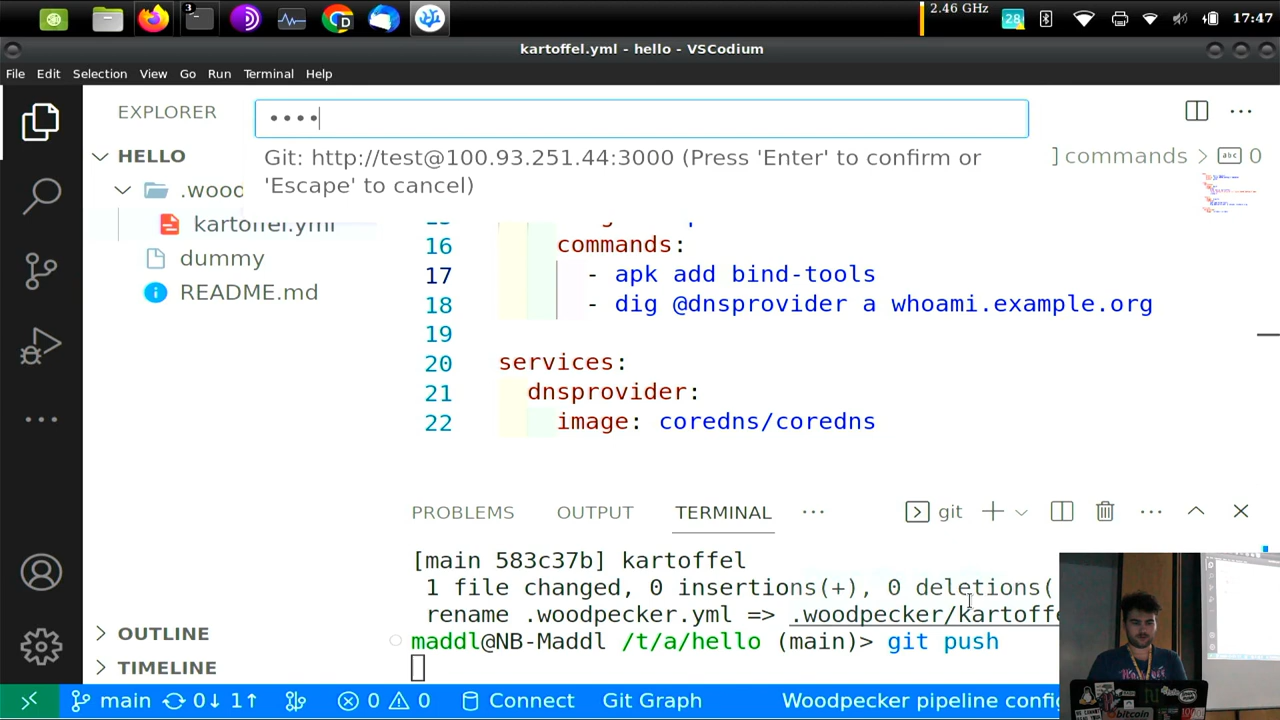 3
2.46 GHz
28
17:47
kartoffel.yml - hello - VSCodium
File Edit Selection View Go Run Terminal Help
EXPLORER
••••
Git: http://test@100.93.251.44:3000 (Press 'Enter' to confirm or
'Escape' to cancel)
commands
0
HELLO
.wood
kartoffel.yml
dummy
README.md
16 commands:
17 - apk add bind-tools
18 - dig @dnsprovider a whoami.example.org
19
20 services:
21 dnsprovider:
22 image: coredns/coredns
PROBLEMS OUTPUT TERMINAL
git
[main 583c37b] kartoffel
1 file changed, 0 insertions(+), 0 deletions(
rename .woodpecker.yml => .woodpecker/kartoffe
maddl@NB-Maddl /t/a/hello (main)> git push
OUTLINE
TIMELINE
main 0↓ 1↑ 0 0 Connect Git Graph Woodpecker pipeline config